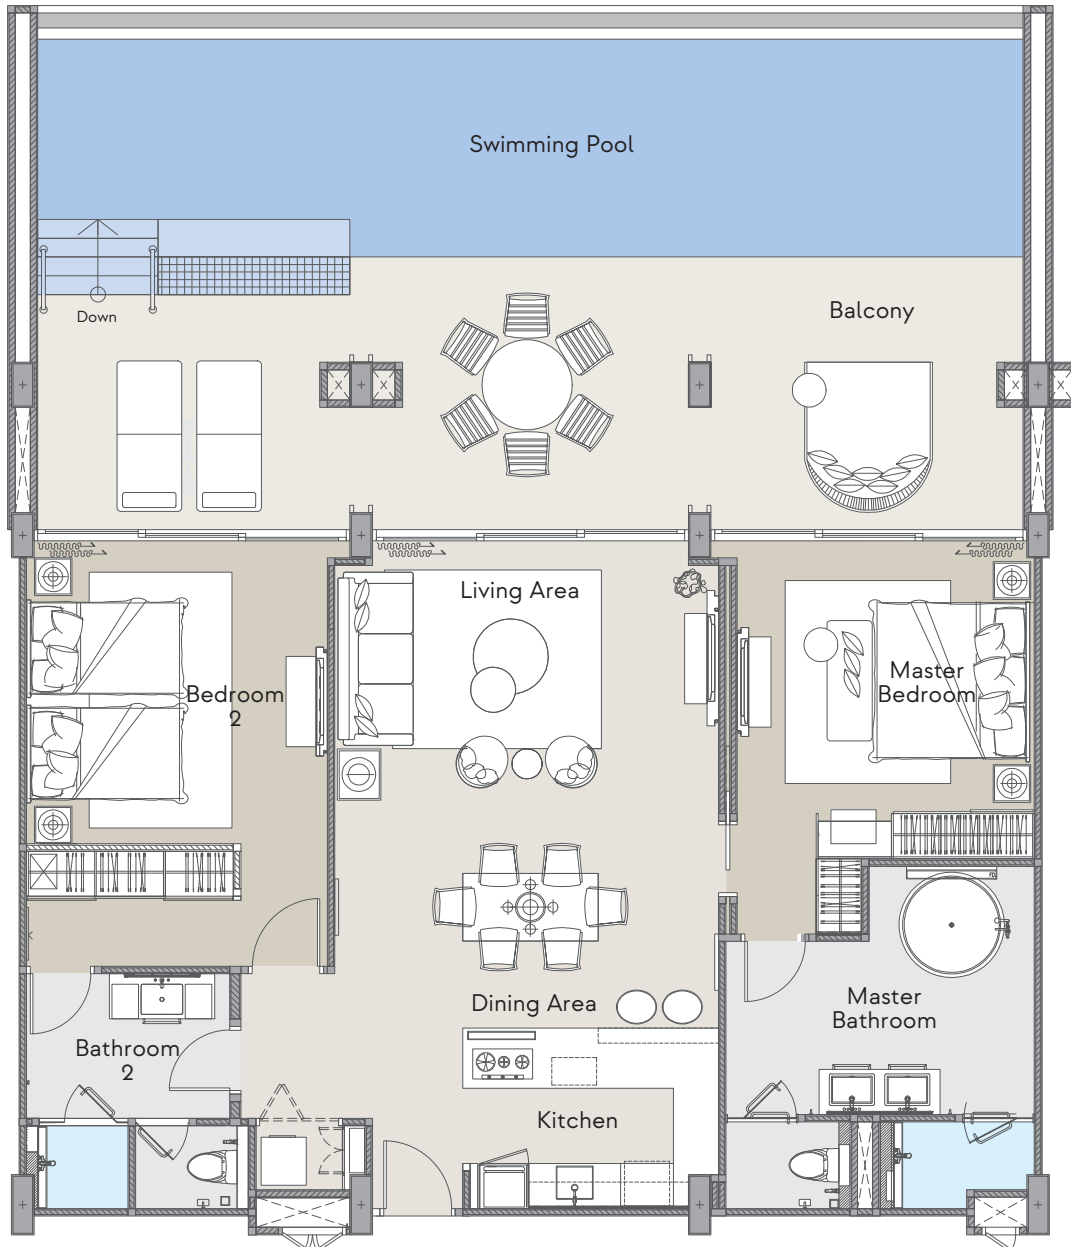 Swimming Pool
Down
Balcony
Living Area
Bedroom
2
Master
Bedroom
Dining Area
Master
Bathroom
Bathroom
2
Kitchen